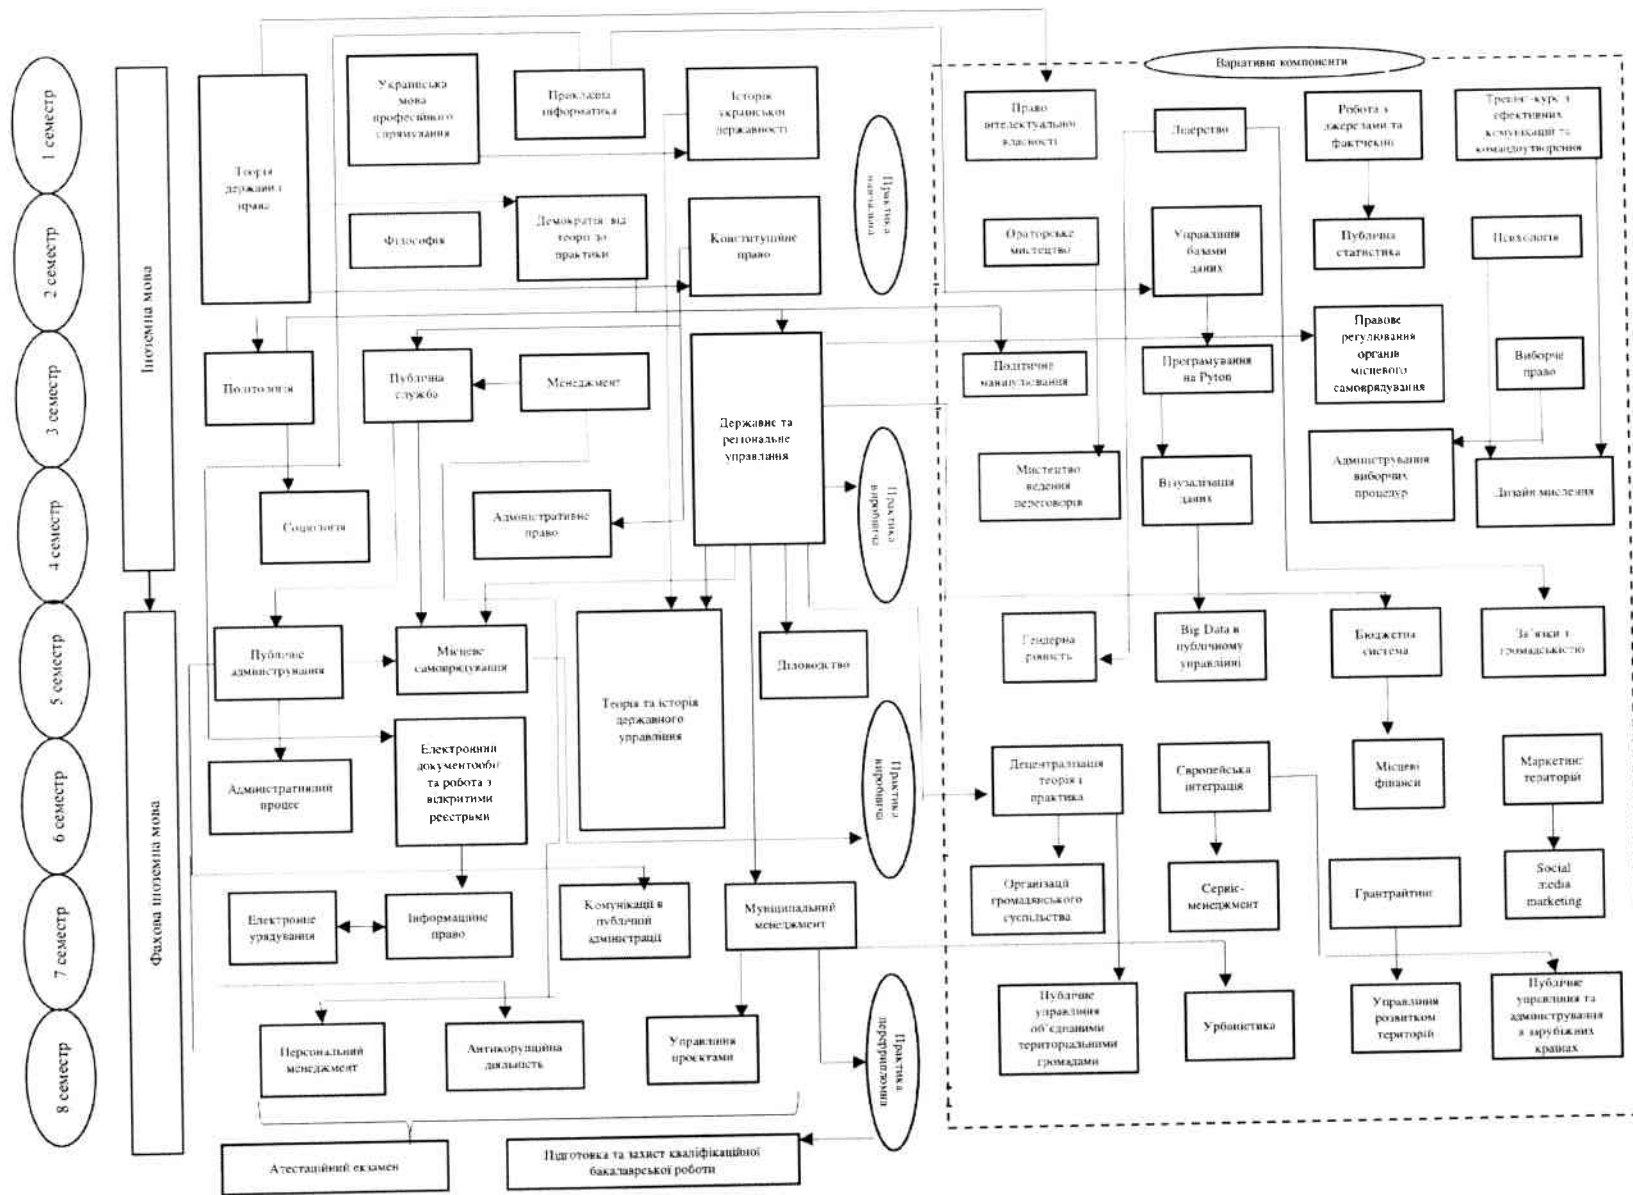 1 семестр
2 семестр
3 семестр
4 семестр
5 семестр
6 семестр
7 семестр
8 семестр
Іноземна мова
Фахова іноземна мова
Теорія
держави і
права
Українська
мова
професійного
спрямування
Прикладна
інформатика
Історія
української
державності
Філософія
Демократія: від
теорії до
практики
Конституційне
право
Практика
навчальна
Політологія
Публічна
служба
Менеджмент
Державне та
регіональне
управління
Соціологія
Адміністративне
право
Практика
виробнича
Публічне
адміністрування
Місцеве
самоврядування
Теорія та історія
державного
управління
Діловодство
Адміністративний
процес
Електронний
документообіг
та робота з
відкритими
реєстрами
Практика
виробнича
Електронне
урядування
Інформаційне
право
Комунікації в
публічній
адміністрації
Муніципальний
менеджмент
Персональний
менеджмент
Антикорупційна
діяльність
Управління
проєктами
Практика
переддипломна
Атестаційний екзамен
Підготовка та захист кваліфікаційної
бакалаврської роботи
Варіативні компоненти
Право
інтелектуальної
власності
Лідерство
Робота з
джерелами та
фактчекінг
Тренінг-курс з
ефективних
комунікацій та
командоутворення
Ораторське
мистецтво
Управління
базами
даних
Публічна
статистика
Психологія
Політичне
маніпулювання
Програмування
на Pyton
Правове
регулювання
органів
місцевого
самоврядування
Виборче
право
Мистецтво
ведення
переговорів
Візуалізація
даних
Адміністрування
виборчих
процедур
Дизайн мислення
Гендерна
рівність
Big Data в
публічному
управлінні
Бюджетна
система
Зв'язки з
громадськістю
Децентралізація
теорія і
практика
Європейська
інтеграція
Місцеві
фінанси
Маркетинг
територій
Організації
громадянського
суспільства
Сервіс-
менеджмент
Грантрайтинг
Social
media
marketing
Публічне
управління
об'єднаними
територіальними
громадами
Урбаністика
Управління
розвитком
територій
Публічне
управління та
адміністрування
в зарубіжних
країнах